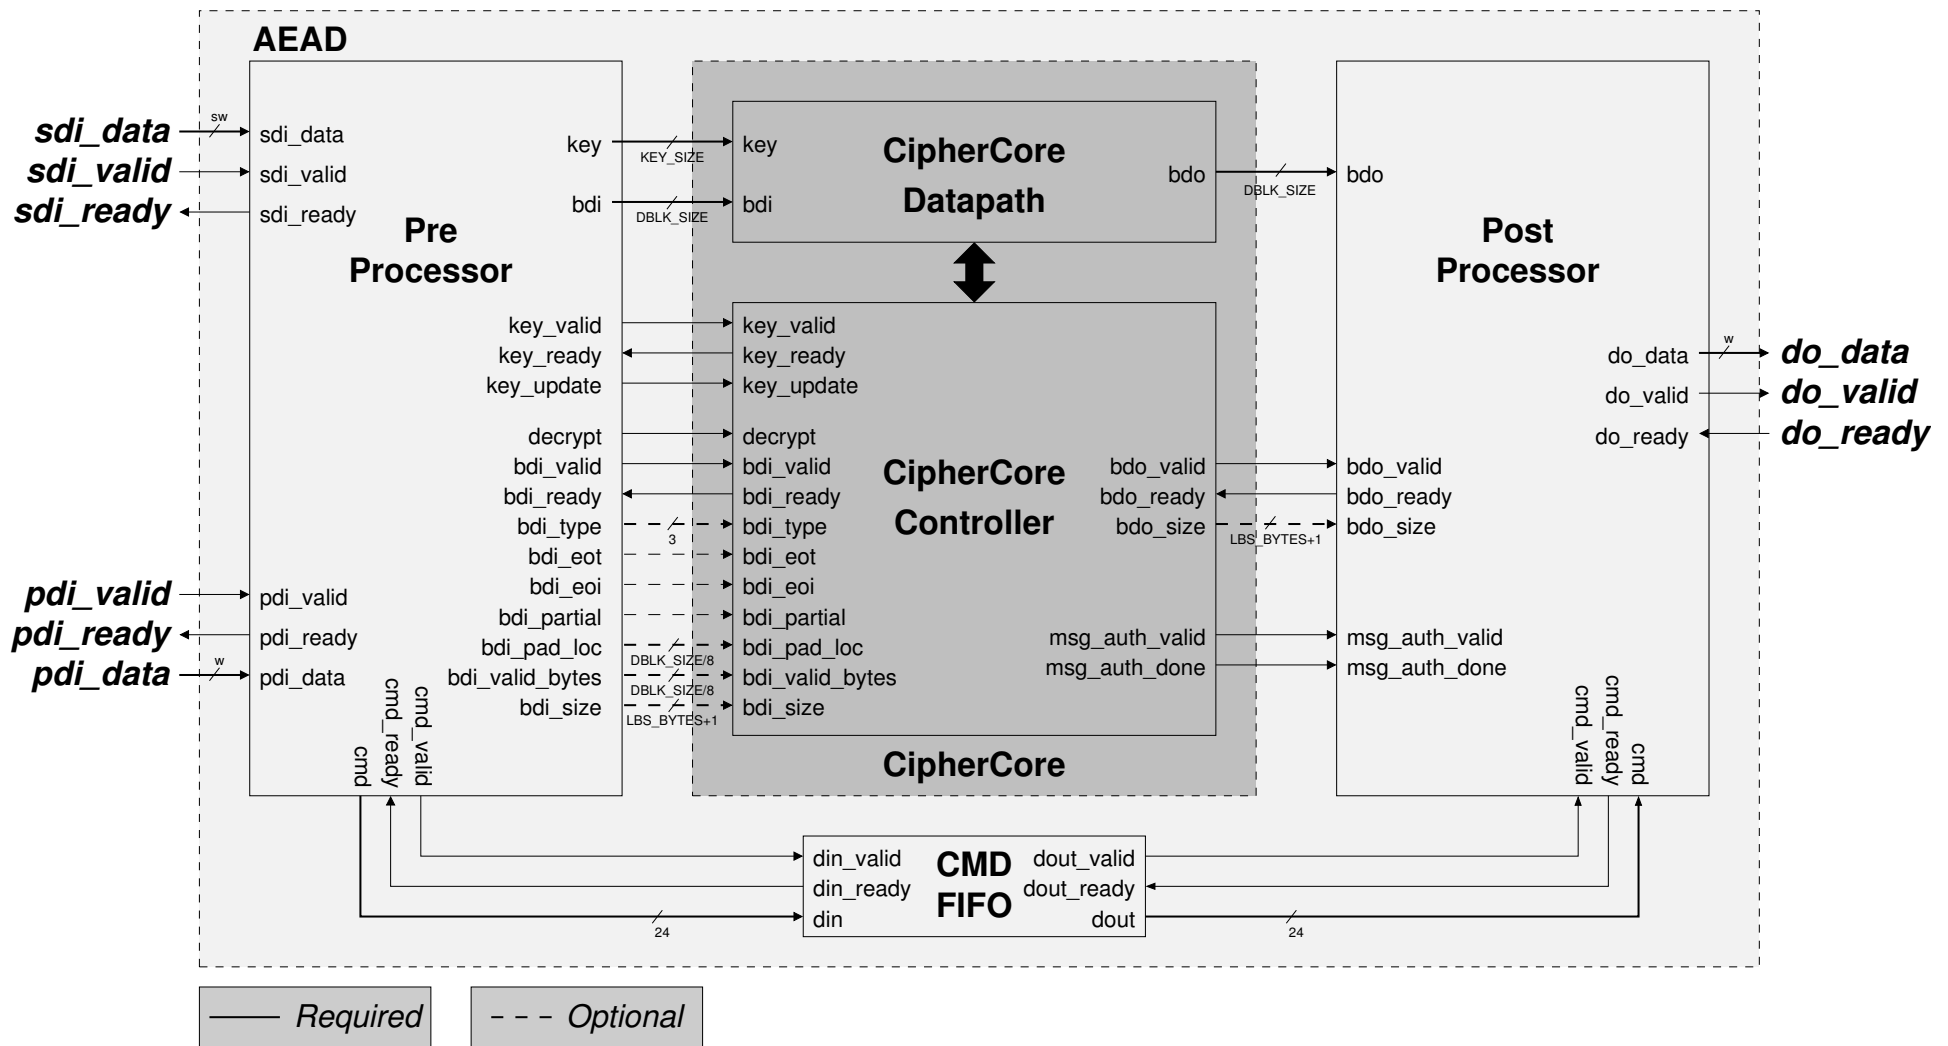 AEAD
sdi_data
sdi_valid
sdi_ready
pdi_valid
pdi_ready
pdi_data
sw
w
sdi_data
sdi_valid
sdi_ready
Pre
Processor
key
bdi
key_valid
key_ready
key_update
decrypt
bdi_valid
bdi_ready
bdi_type
bdi_eot
bdi_eoi
bdi_partial
bdi_pad_loc
bdi_valid_bytes
bdi_size
pdi_valid
pdi_ready
pdi_data
cmd
cmd_ready
cmd_valid
KEY_SIZE
DBLK_SIZE
3
DBLK_SIZE/8
DBLK_SIZE/8
LBS_BYTES+1
key
bdi
CipherCore
Datapath
bdo
key_valid
key_ready
key_update
decrypt
bdi_valid
bdi_ready
bdi_type
bdi_eot
bdi_eoi
bdi_partial
bdi_pad_loc
bdi_valid_bytes
bdi_size
CipherCore
Controller
bdo_valid
bdo_ready
bdo_size
msg_auth_valid
msg_auth_done
CipherCore
DBLK_SIZE
LBS_BYTES+1
bdo
Post
Processor
do_data
do_valid
do_ready
bdo_valid
bdo_ready
bdo_size
msg_auth_valid
msg_auth_done
cmd_valid
cmd_ready
cmd
w
do_data
do_valid
do_ready
din_valid
din_ready
din
CMD
FIFO
dout_valid
dout_ready
dout
24
24
Required
Optional